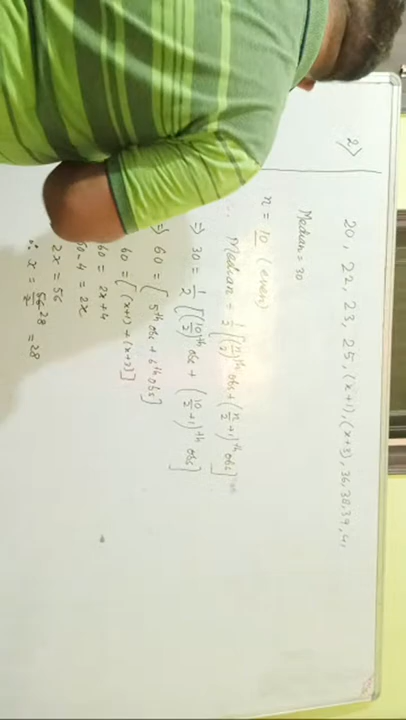 2)
20, 22, 23, 25, (x+1), (x+3), 36, 38, 39, 41
Median = 30
n = 10 (even)
Median = 1/2 [(n/2)th obs + (n/2 + 1)th obs]
⇒ 30 = 1/2 [(10/2)th obs + (10/2 + 1)th obs]
⇒ 60 = [5th obs + 6th obs]
60 = [(x+1) + (x+3)]
60 = 2x+4
60-4 = 2x
2x = 56
∴ x = 56/2 28 = 28